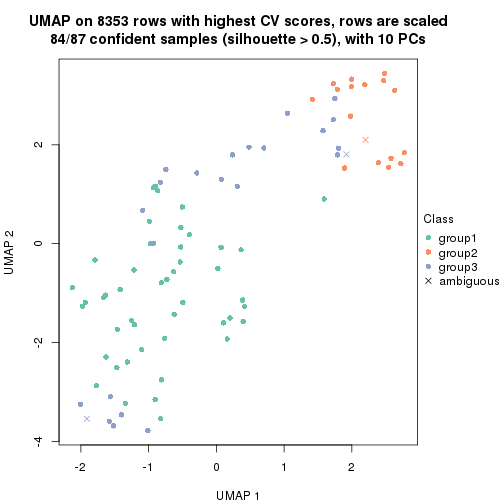 UMAP on 8353 rows with highest CV scores, rows are scaled
84/87 confident samples (silhouette > 0.5), with 10 PCs
2
0
-2
-4
UMAP 2
-2
-1
0
1
2
UMAP 1
Class
group1
group2
group3
ambiguous